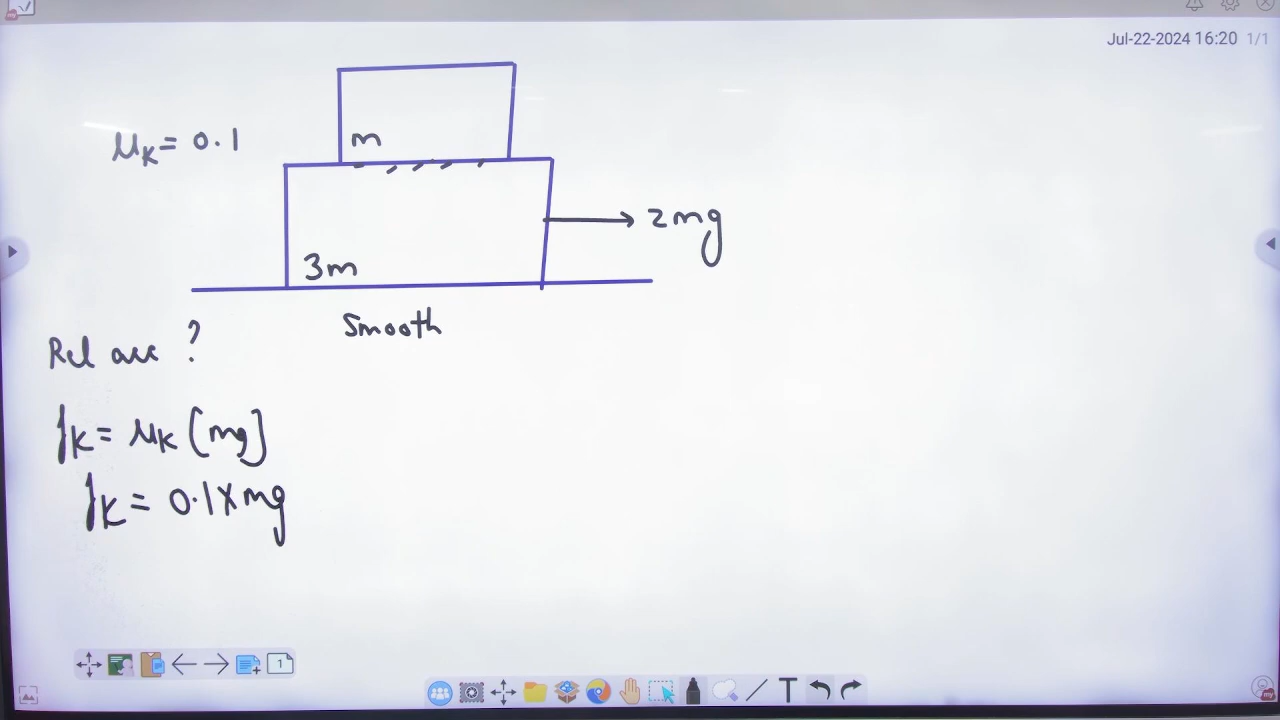 Jul-22-2024 16:20 1/1
μk = 0.1
m
2mg
3m
Smooth
Rel acc ?
fk = μk (mg)
fk = 0.1 x mg
1
T